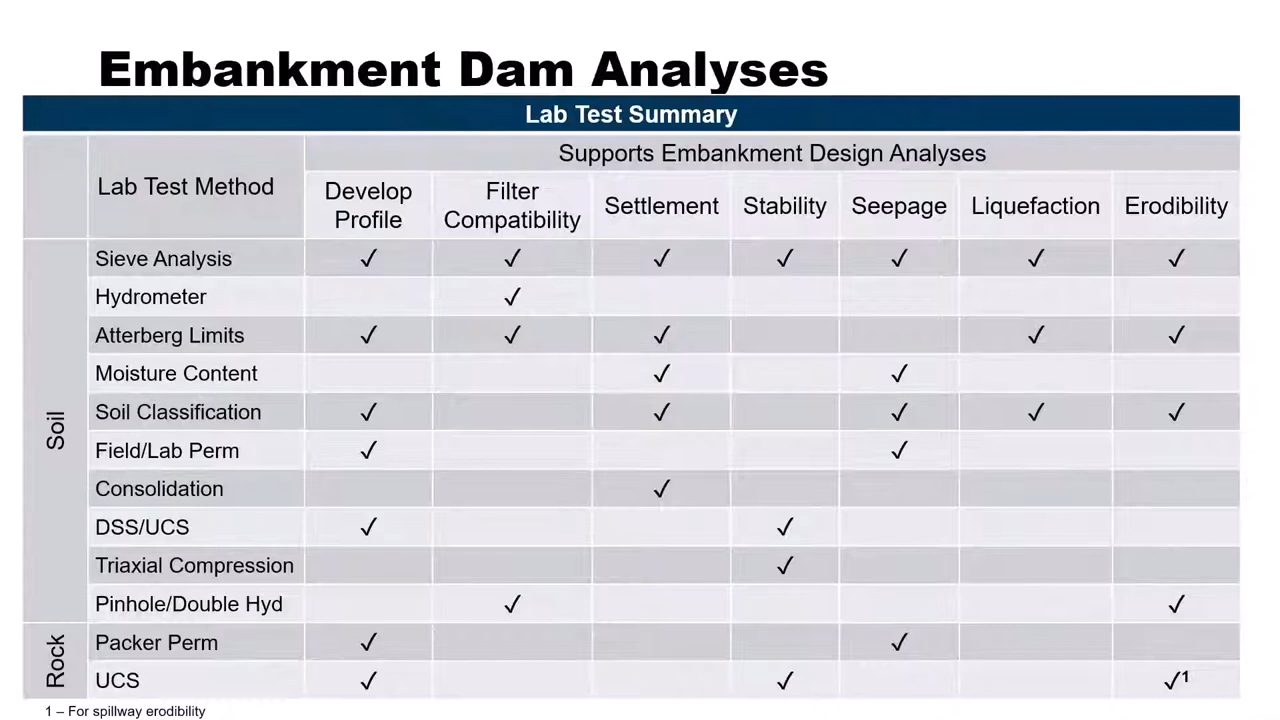 Embankment Dam Analyses
Lab Test Summary
Lab Test Method
Supports Embankment Design Analyses
Develop Profile
Filter Compatibility
Settlement
Stability
Seepage
Liquefaction
Erodibility
Soil
Sieve Analysis ✓ ✓ ✓ ✓ ✓ ✓ ✓
Hydrometer ✓
Atterberg Limits ✓ ✓ ✓ ✓ ✓
Moisture Content ✓ ✓
Soil Classification ✓ ✓ ✓ ✓ ✓
Field/Lab Perm ✓ ✓
Consolidation ✓
DSS/UCS ✓ ✓
Triaxial Compression ✓
Pinhole/Double Hyd ✓ ✓
Rock
Packer Perm ✓ ✓
UCS ✓ ✓ ✓¹
1 – For spillway erodibility